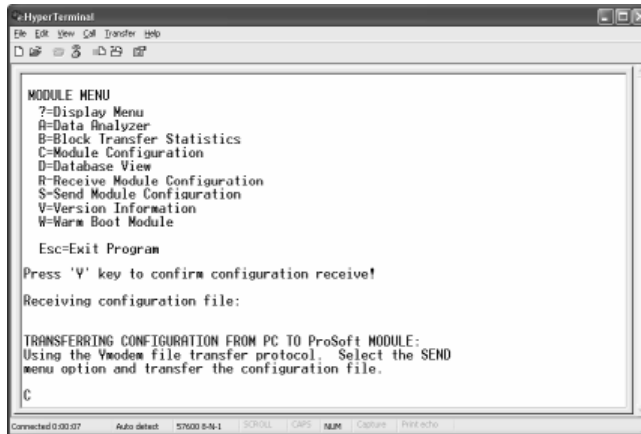 HyperTerminal
File Edit View Call Transfer Help
MODULE MENU
?=Display Menu
A=Data Analyzer
B=Block Transfer Statistics
C=Module Configuration
D=Database View
R=Receive Module Configuration
S=Send Module Configuration
V=Version Information
W=Warm Boot Module
Esc=Exit Program
Press 'Y' key to confirm configuration receive!
Receiving configuration file:
TRANSFERRING CONFIGURATION FROM PC TO ProSoft MODULE:
Using the Ymodem file transfer protocol. Select the SEND
menu option and transfer the configuration file.
C
Connected 0:00:07 Auto detect 57600 8-N-1 SCROLL CAPS NUM Capture Print echo